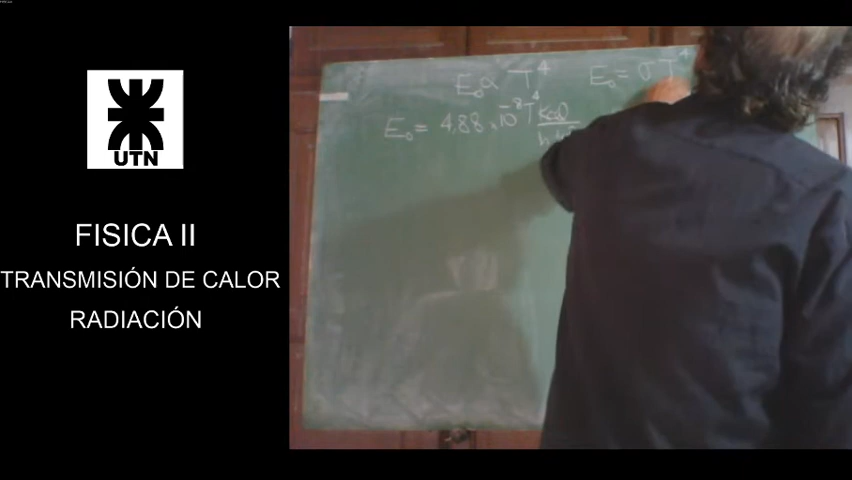 UTN
FISICA II
TRANSMISIÓN DE CALOR
RADIACIÓN
E₀ ∝ T⁴
E₀ = σ T⁴
E₀ = 4,88 x 10⁻⁸ T⁴ Kcal